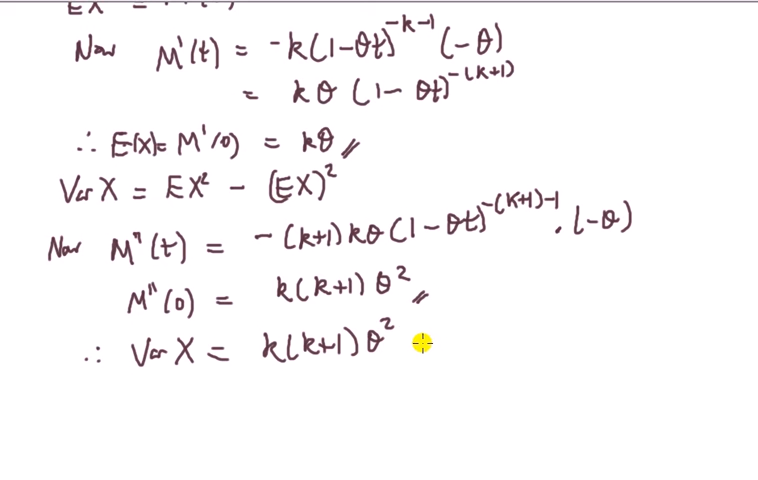 EX =
Now M'(t) = -k(1-θt)^{-k-1} (-θ)
= kθ (1- θt)^{-(k+1)}
∴ E(X)= M'(0) = kθ //
Var X = EX² - (EX)²
Now M''(t) = -(k+1) kθ (1-θt)^{-(k+1)-1} . (-θ)
M''(0) = k(k+1) θ² //
∴ Var X = k(k+1) θ²